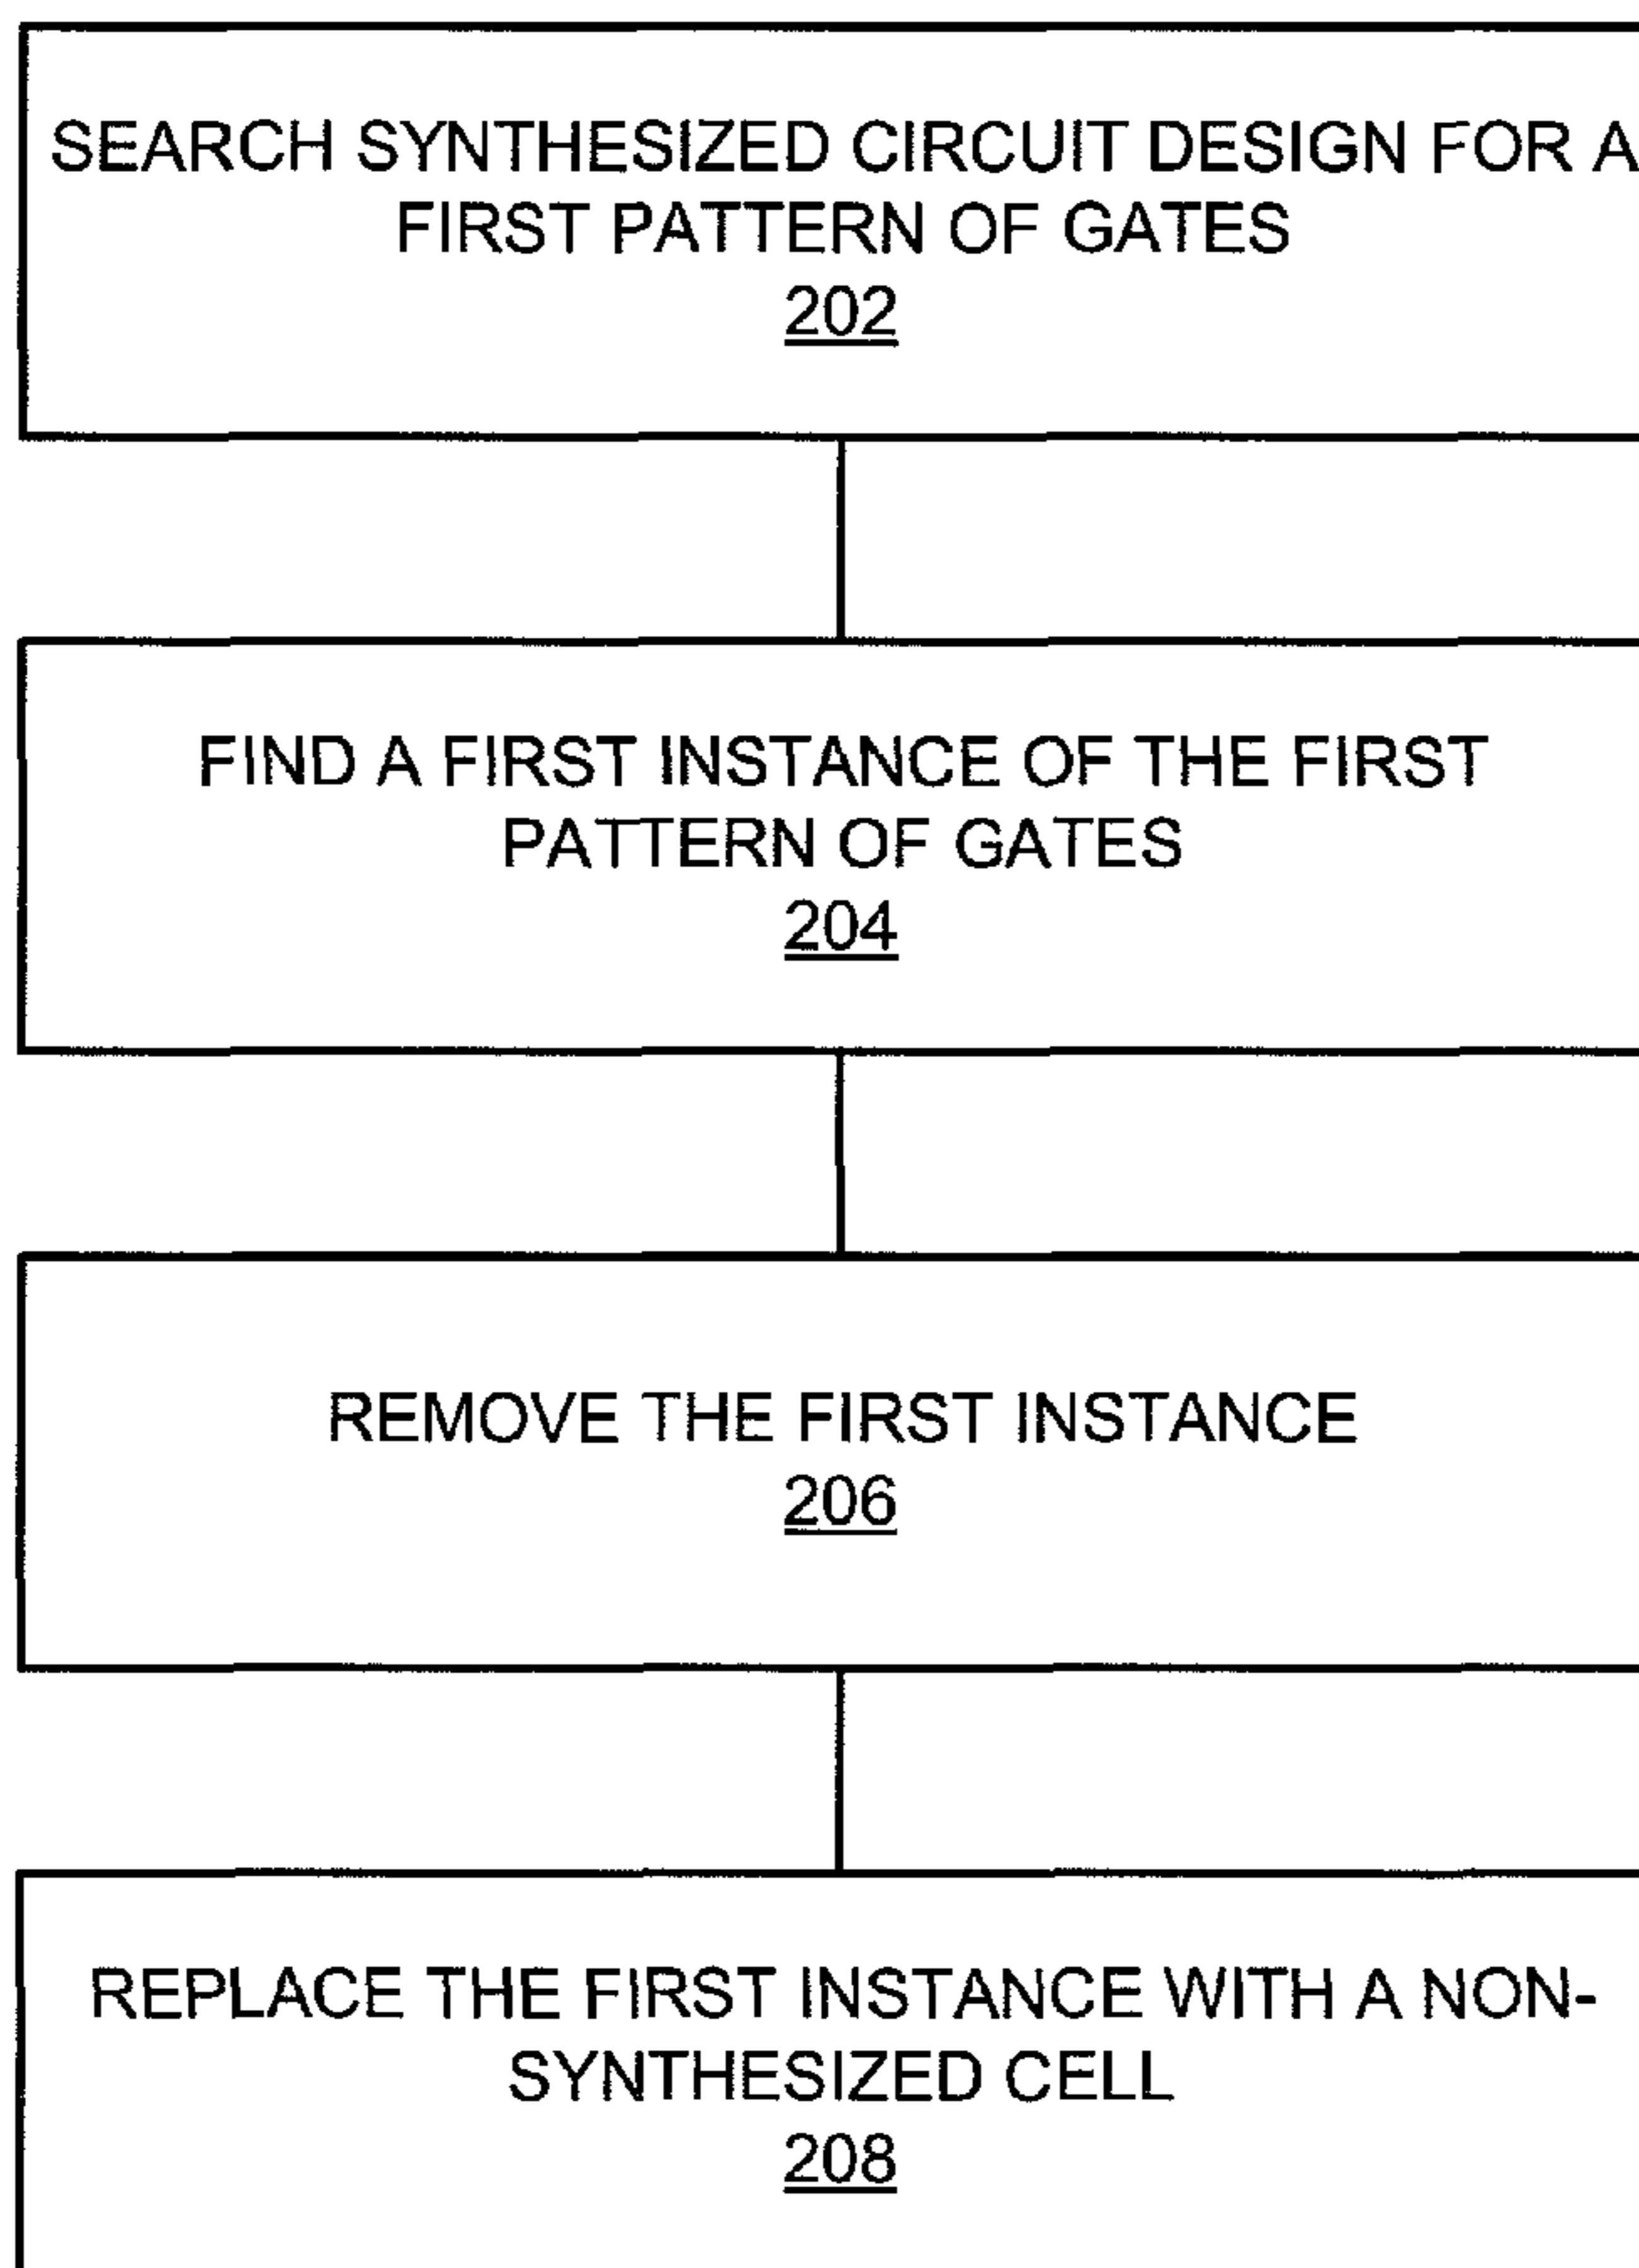 SEARCH SYNTHESIZED CIRCUIT DESIGN FOR A
FIRST PATTERN OF GATES
202
FIND A FIRST INSTANCE OF THE FIRST
PATTERN OF GATES
204
REMOVE THE FIRST INSTANCE
206
REPLACE THE FIRST INSTANCE WITH A NON-
SYNTHESIZED CELL
208